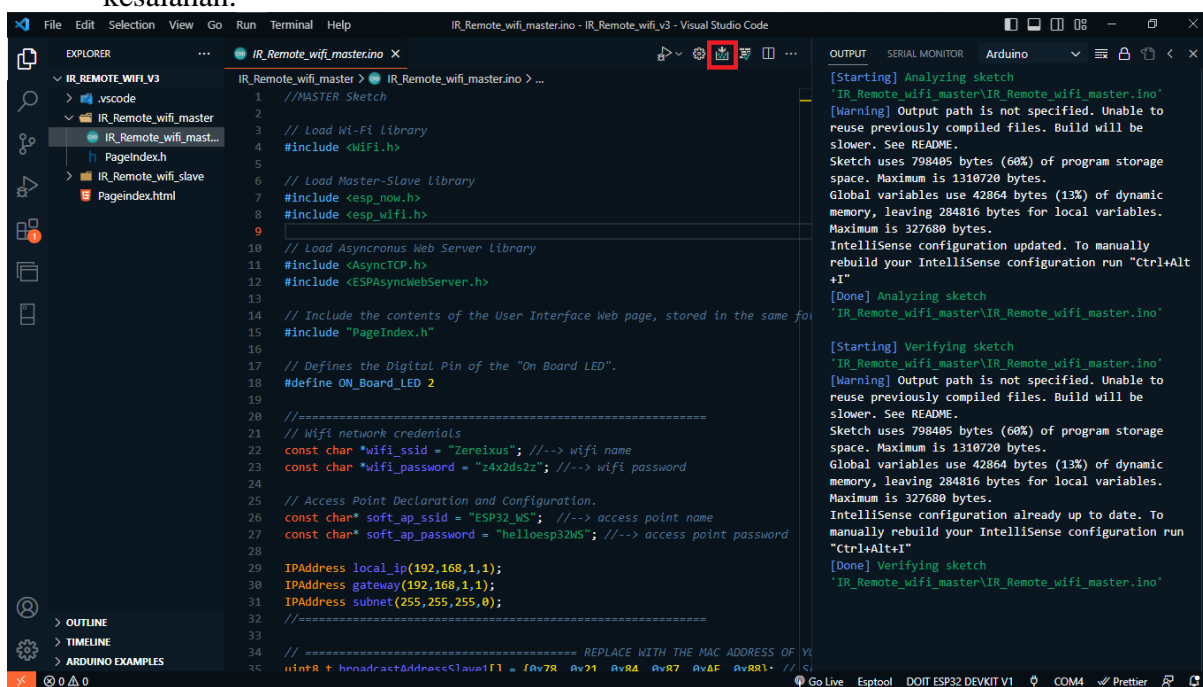 kesalahan.
File Edit Selection View Go Run Terminal Help
IR_Remote_wifi_master.ino - IR_Remote_wifi_v3 - Visual Studio Code
EXPLORER ...
IR_REMOTE_WIFI_V3
.vscode
IR_Remote_wifi_master
IR_Remote_wifi_mast...
PageIndex.h
IR_Remote_wifi_slave
Pageindex.html
OUTLINE
TIMELINE
ARDUINO EXAMPLES
IR_Remote_wifi_master.ino
IR_Remote_wifi_master > IR_Remote_wifi_master.ino > ...
1 //MASTER Sketch
2
3 // Load Wi-Fi library
4 #include <WiFi.h>
5
6 // Load Master-Slave library
7 #include <esp_now.h>
8 #include <esp_wifi.h>
9
10 // Load Asyncronus Web Server library
11 #include <AsyncTCP.h>
12 #include <ESPAsyncWebServer.h>
13
14 // Include the contents of the User Interface Web page, stored in the same fo
15 #include "PageIndex.h"
16
17 // Defines the Digital Pin of the "On Board LED".
18 #define ON_Board_LED 2
19
20 //=======================================================
21 // Wifi network credenials
22 const char *wifi_ssid = "Zereixus"; //--> wifi name
23 const char *wifi_password = "z4x2ds2z"; //--> wifi password
24
25 // Access Point Declaration and Configuration.
26 const char* soft_ap_ssid = "ESP32_WS"; //--> access point name
27 const char* soft_ap_password = "helloesp32WS"; //--> access point password
28
29 IPAddress local_ip(192,168,1,1);
30 IPAddress gateway(192,168,1,1);
31 IPAddress subnet(255,255,255,0);
32 //=======================================================
33
34 // ===================================== REPLACE WITH THE MAC ADDRESS OF YO
35 uint8_t broadcastAddressSlave1[] = {0x78, 0x21, 0x84, 0x87, 0xAF, 0x88}; // S
OUTPUT SERIAL MONITOR Arduino
[Starting] Analyzing sketch
'IR_Remote_wifi_master\IR_Remote_wifi_master.ino'
[Warning] Output path is not specified. Unable to
reuse previously compiled files. Build will be
slower. See README.
Sketch uses 798405 bytes (60%) of program storage
space. Maximum is 1310720 bytes.
Global variables use 42864 bytes (13%) of dynamic
memory, leaving 284816 bytes for local variables.
Maximum is 327680 bytes.
IntelliSense configuration updated. To manually
rebuild your IntelliSense configuration run "Ctrl+Alt
+I"
[Done] Analyzing sketch
'IR_Remote_wifi_master\IR_Remote_wifi_master.ino'
[Starting] Verifying sketch
'IR_Remote_wifi_master\IR_Remote_wifi_master.ino'
[Warning] Output path is not specified. Unable to
reuse previously compiled files. Build will be
slower. See README.
Sketch uses 798405 bytes (60%) of program storage
space. Maximum is 1310720 bytes.
Global variables use 42864 bytes (13%) of dynamic
memory, leaving 284816 bytes for local variables.
Maximum is 327680 bytes.
IntelliSense configuration already up to date. To
manually rebuild your IntelliSense configuration run
"Ctrl+Alt+I"
[Done] Verifying sketch
'IR_Remote_wifi_master\IR_Remote_wifi_master.ino'
0 0 Go Live Esptool DOIT ESP32 DEVKIT V1 COM4 Prettier